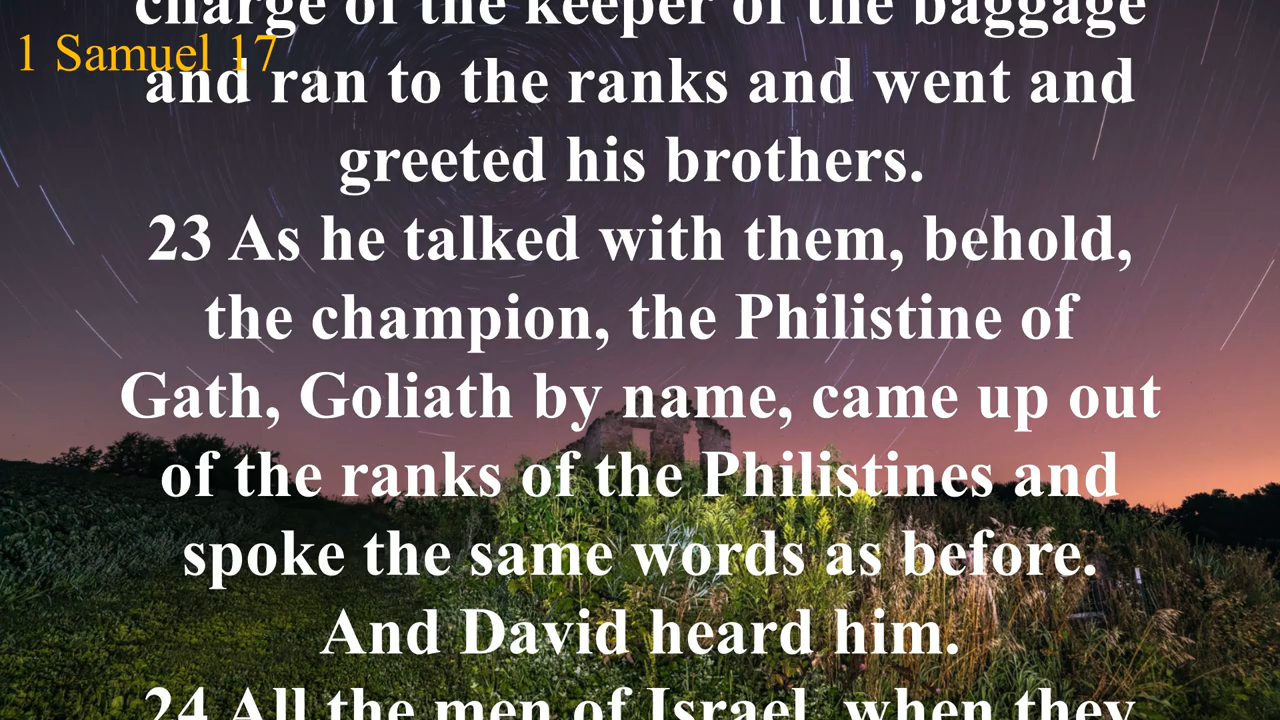 charge of the keeper of the baggage
1 Samuel 17
and ran to the ranks and went and
greeted his brothers.
23 As he talked with them, behold,
the champion, the Philistine of
Gath, Goliath by name, came up out
of the ranks of the Philistines and
spoke the same words as before.
And David heard him.
24 All the men of Israel, when they